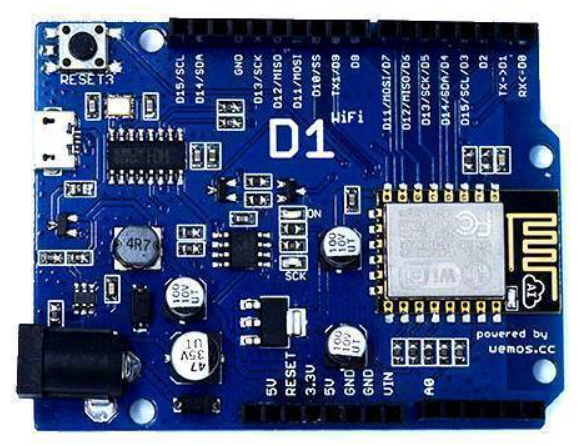 RESET3
D15/SCL
D14/SDA
GND
D13/SCK
D12/MISO
D11/MOSI
D10/SS
TX1/D9
D8
D11/MOSI/D7
D12/MISO/D6
D13/SCK/D5
D14/SDA/D4
D15/SCL/D3
D2
TX->D1
RX<-D0
D1
WiFi
ON
SCK
4R7
100
10V
UT
100
10V
UT
100
10V
UT
47
35V
UT
FC
WiFi
AI
powered by
wemos.cc
5V
RESET
3.3V
5V
GND
GND
VIN
A0